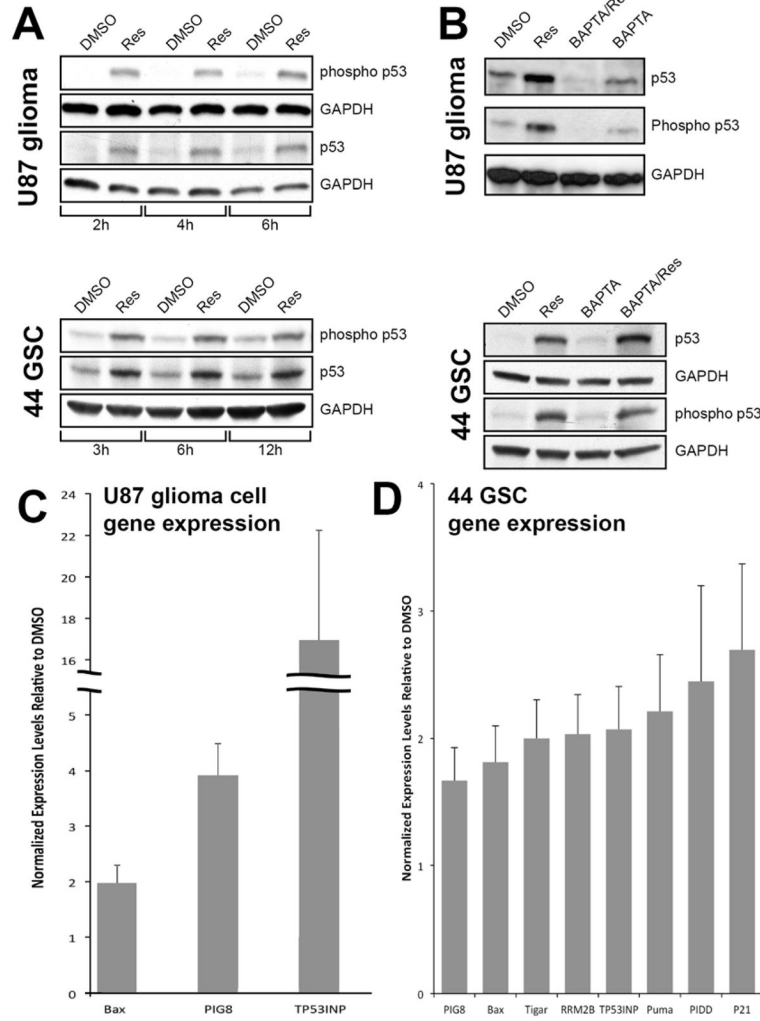 A
DMSO Res DMSO Res DMSO Res
U87 glioma
phospho p53
GAPDH
p53
GAPDH
2h 4h 6h
DMSO Res DMSO Res DMSO Res
44 GSC
phospho p53
p53
GAPDH
3h 6h 12h
B
DMSO Res BAPTA/Res BAPTA
U87 glioma
p53
Phospho p53
GAPDH
DMSO Res BAPTA BAPTA/Res
44 GSC
p53
GAPDH
phospho p53
GAPDH
C
U87 glioma cell
gene expression
Normalized Expression Levels Relative to DMSO
24
22
20
18
16
5
4
2
1
0
Bax PIG8 TP53INP
D
44 GSC
gene expression
Normalized Expression Levels Relative to DMSO
4
3
2
1
0
PIG8 Bax Tigar RRM2B TP53INP Puma PIDD P21